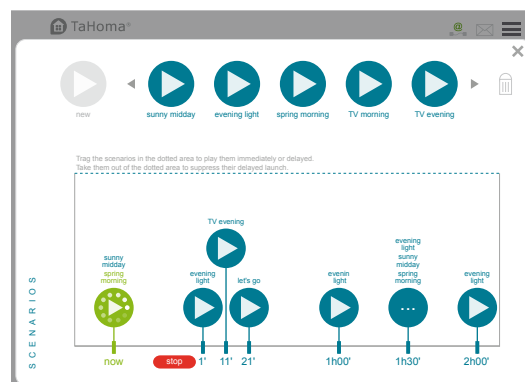 TaHoma®
@
new
sunny midday
evening light
spring morning
TV morning
TV evening
Trag the scenarios in the dotted area to play them immediately or delayed.
Take them out of the dotted area to suppress their delayed launch.
TV evening
evening
light
sunny
midday
spring
morning
sunny
midday
spring
morning
evening
light
let's go
evenin
light
evening
light
...
SCENARIOS
now
stop
1'
11'
21'
1h00'
1h30'
2h00'